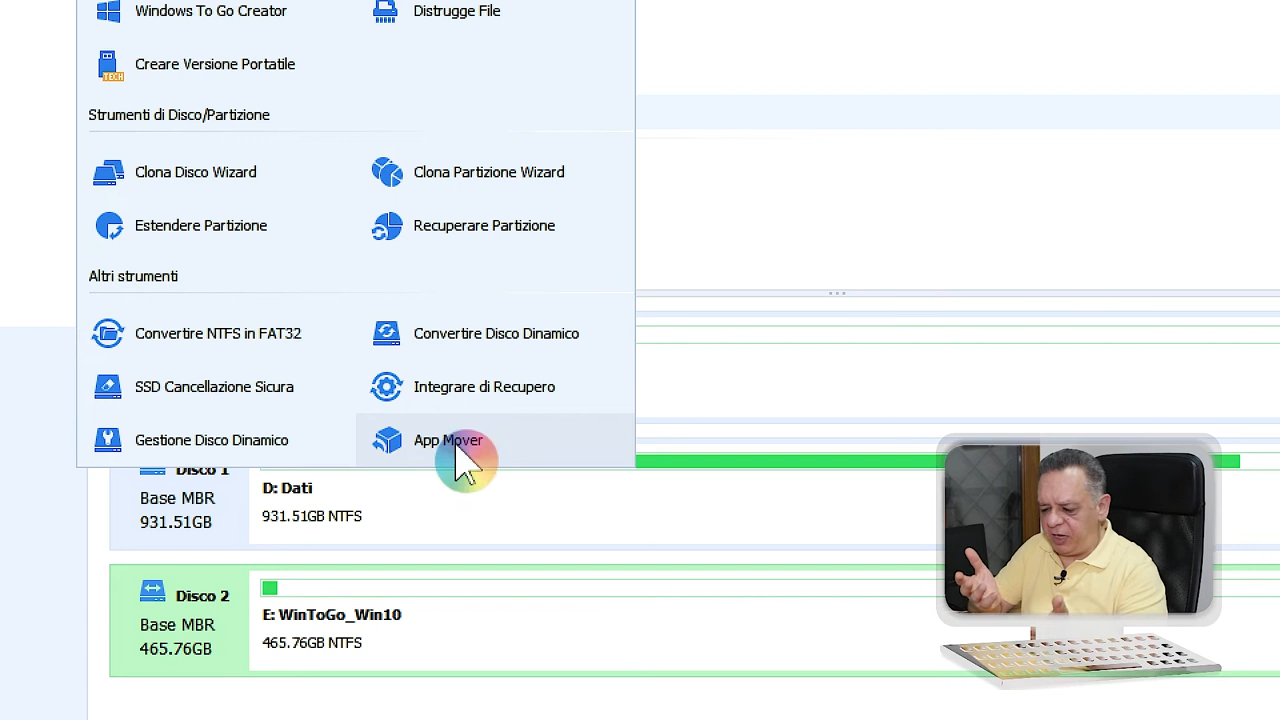 Windows To Go Creator
Distrugge File
Creare Versione Portatile
TECH
Strumenti di Disco/Partizione
Clona Disco Wizard
Clona Partizione Wizard
Estendere Partizione
Recuperare Partizione
Altri strumenti
Convertire NTFS in FAT32
Convertire Disco Dinamico
SSD Cancellazione Sicura
Integrare di Recupero
Gestione Disco Dinamico
App Mover
Disco 1
Base MBR
931.51GB
D: Dati
931.51GB NTFS
Disco 2
Base MBR
465.76GB
E: WinToGo_Win10
465.76GB NTFS